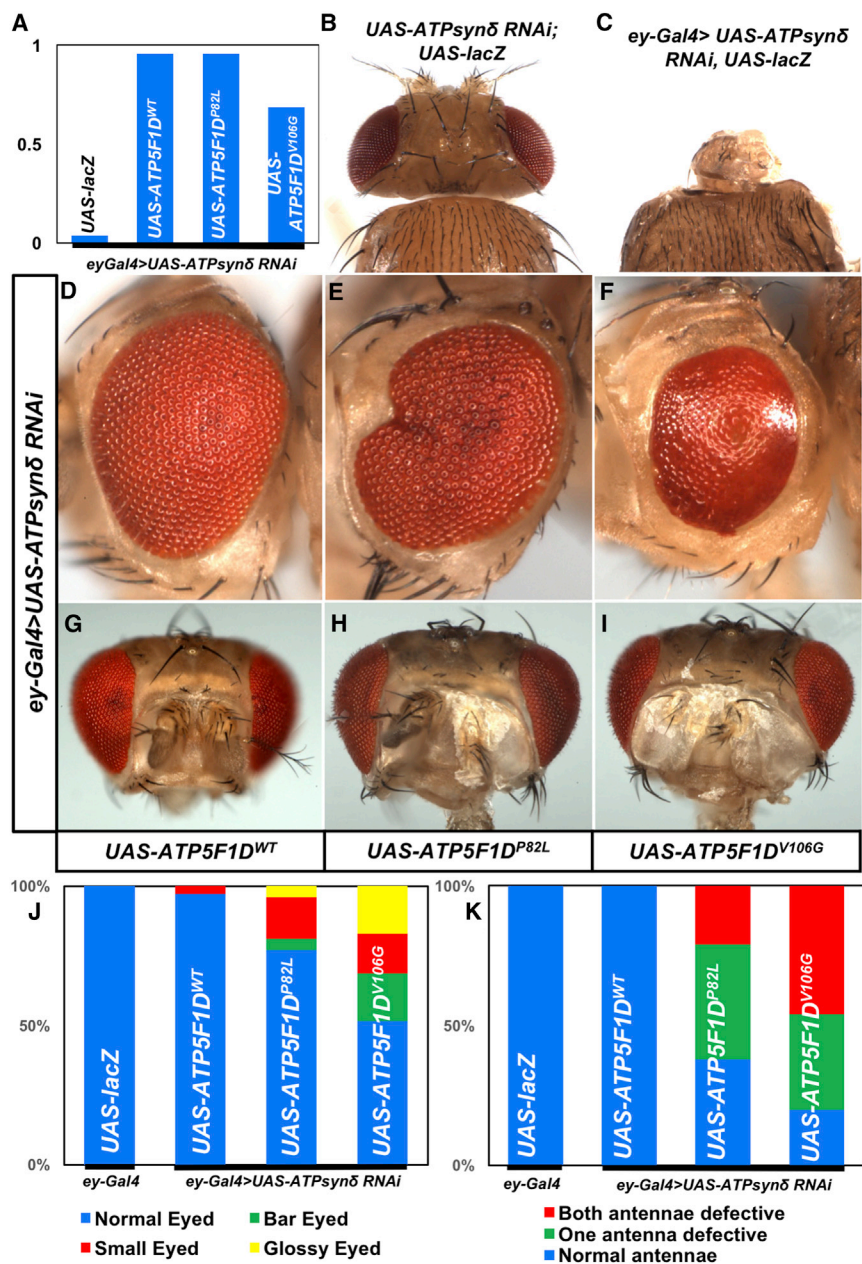 A
1
0.5
0
UAS-lacZ
UAS-ATP5F1D^WT
UAS-ATP5F1D^P82L
UAS-
ATP5F1D^V106G
eyGal4>UAS-ATPsynδ RNAi
B
UAS-ATPsynδ RNAi;
UAS-lacZ
C
ey-Gal4> UAS-ATPsynδ
RNAi, UAS-lacZ
ey-Gal4>UAS-ATPsynδ RNAi
D
E
F
G
H
I
UAS-ATP5F1D^WT
UAS-ATP5F1D^P82L
UAS-ATP5F1D^V106G
J
100%
50%
0%
UAS-lacZ
UAS-ATP5F1D^WT
UAS-ATP5F1D^P82L
UAS-ATP5F1D^V106G
ey-Gal4
ey-Gal4>UAS-ATPsynδ RNAi
Normal Eyed
Bar Eyed
Small Eyed
Glossy Eyed
K
100%
50%
0%
UAS-lacZ
UAS-ATP5F1D^WT
UAS-ATP5F1D^P82L
UAS-ATP5F1D^V106G
ey-Gal4
ey-Gal4>UAS-ATPsynδ RNAi
Both antennae defective
One antenna defective
Normal antennae